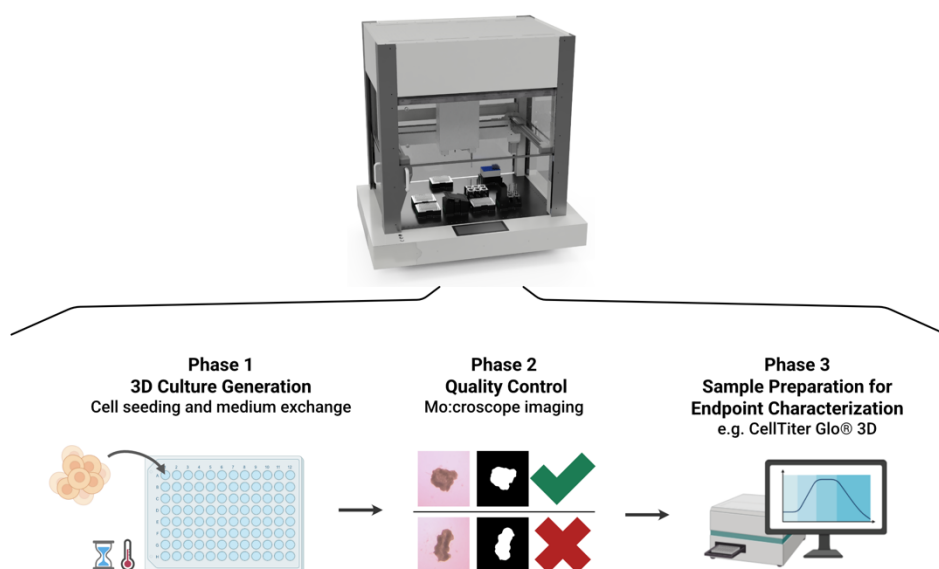 Phase 1
3D Culture Generation
Cell seeding and medium exchange
Phase 2
Quality Control
Mo:croscope imaging
Phase 3
Sample Preparation for
Endpoint Characterization
e.g. CellTiter Glo® 3D